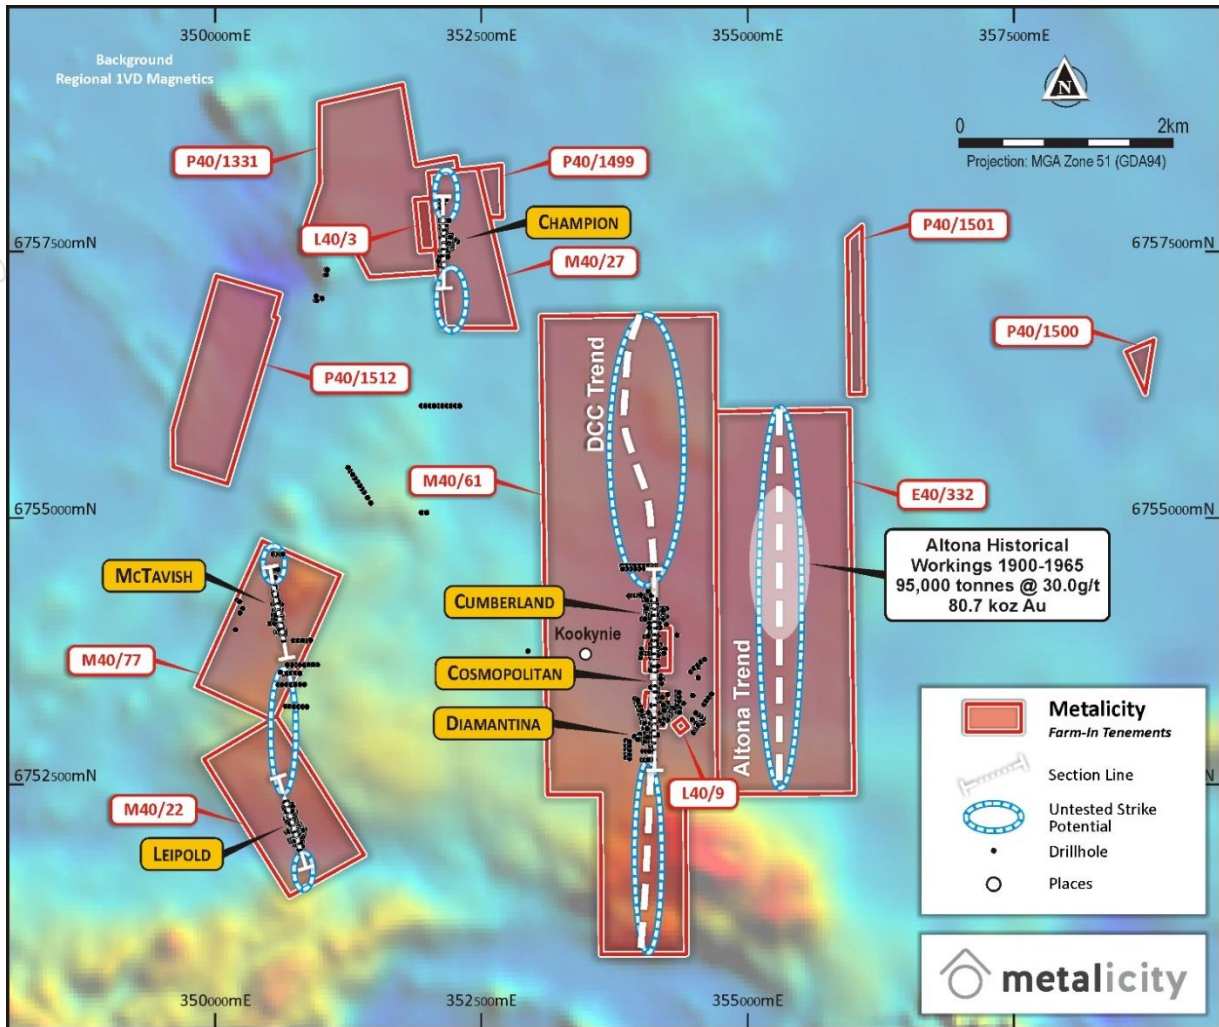 350000mE
352500mE
355000mE
357500mE
Background
Regional 1VD Magnetics
N
0
2km
Projection: MGA Zone 51 (GDA94)
P40/1331
P40/1499
L40/3
CHAMPION
P40/1501
6757500mN
6757500mN
M40/27
P40/1500
P40/1512
DCC Trend
M40/61
E40/332
6755000mN
6755000mN
Altona Historical
Workings 1900-1965
95,000 tonnes @ 30.0g/t
80.7 koz Au
MCTAVISH
CUMBERLAND
Kookynie
M40/77
COSMOPOLITAN
DIAMANTINA
Altona Trend
6752500mN
6752500mN
L40/9
M40/22
LEIPOLD
Metalicity
Farm-In Tenements
Section Line
Untested Strike
Potential
Drillhole
Places
metalicity
350000mE
352500mE
355000mE